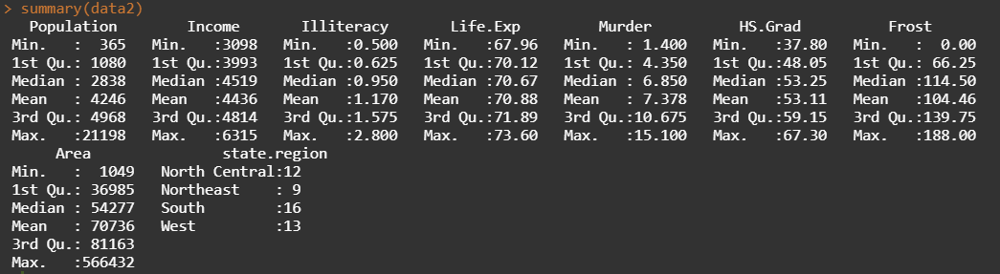 > summary(data2)
   Population        Income       Illiteracy       Life.Exp         Murder          HS.Grad          Frost
 Min.   :  365   Min.   :3098   Min.   :0.500   Min.   :67.96   Min.   : 1.400   Min.   :37.80   Min.   :  0.00
 1st Qu.: 1080   1st Qu.:3993   1st Qu.:0.625   1st Qu.:70.12   1st Qu.: 4.350   1st Qu.:48.05   1st Qu.: 66.25
 Median : 2838   Median :4519   Median :0.950   Median :70.67   Median : 6.850   Median :53.25   Median :114.50
 Mean   : 4246   Mean   :4436   Mean   :1.170   Mean   :70.88   Mean   : 7.378   Mean   :53.11   Mean   :104.46
 3rd Qu.: 4968   3rd Qu.:4814   3rd Qu.:1.575   3rd Qu.:71.89   3rd Qu.:10.675   3rd Qu.:59.15   3rd Qu.:139.75
 Max.   :21198   Max.   :6315   Max.   :2.800   Max.   :73.60   Max.   :15.100   Max.   :67.30   Max.   :188.00
      Area               state.region
 Min.   :  1049   North Central:12
 1st Qu.: 36985   Northeast    : 9
 Median : 54277   South        :16
 Mean   : 70736   West         :13
 3rd Qu.: 81163
 Max.   :566432